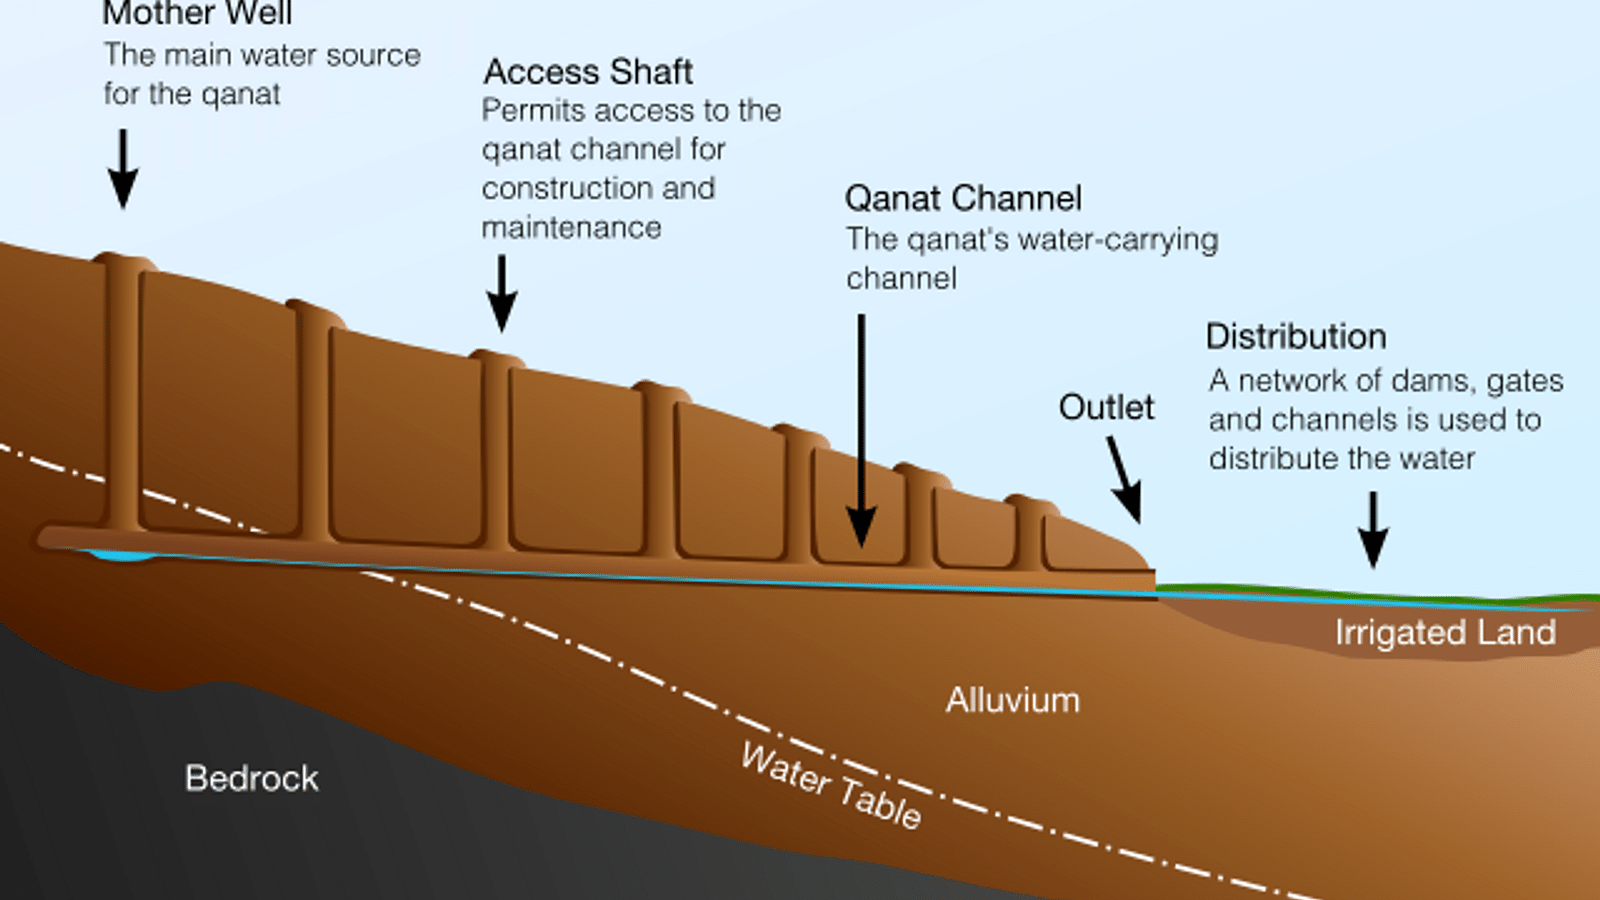 Mother Well
The main water source
for the qanat
Access Shaft
Permits access to the
qanat channel for
construction and
maintenance
Qanat Channel
The qanat's water-carrying
channel
Outlet
Distribution
A network of dams, gates
and channels is used to
distribute the water
Irrigated Land
Alluvium
Water Table
Bedrock